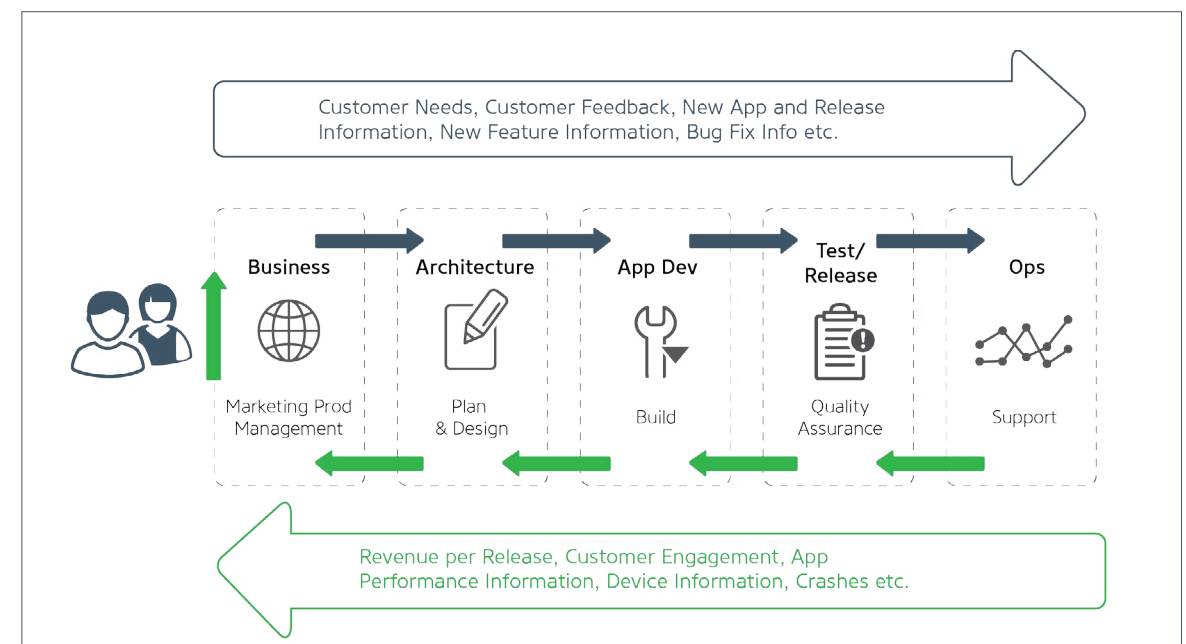 Customer Needs, Customer Feedback, New App and Release
Information, New Feature Information, Bug Fix Info etc.
Business
Architecture
App Dev
Test/
Release
Ops
Marketing Prod
Management
Plan
& Design
Build
Quality
Assurance
Support
Revenue per Release, Customer Engagement, App
Performance Information, Device Information, Crashes etc.